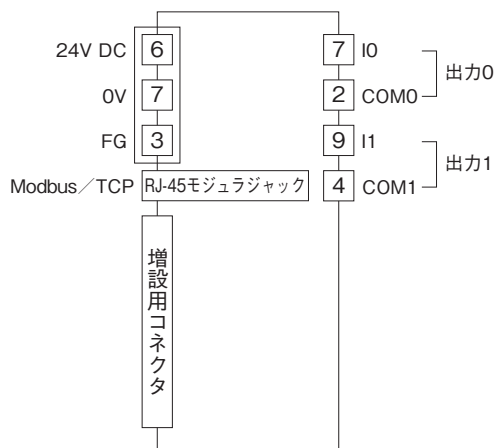 24V DC 6
0V 7
FG 3
Modbus／TCP RJ-45モジュラジャック
増設用コネクタ
7 I0
2 COM0
出力0
9 I1
4 COM1
出力1